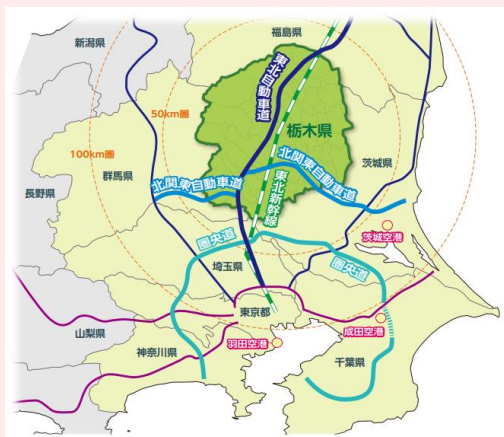 福島県
新潟県
東北自動車道
50km圏
栃木県
100km圏
北関東自動車道
茨城県
群馬県
長野県
北関東自動車道
東北新幹線
茨城空港
圏央道
圏央道
埼玉県
東京都
成田空港
山梨県
羽田空港
神奈川県
千葉県